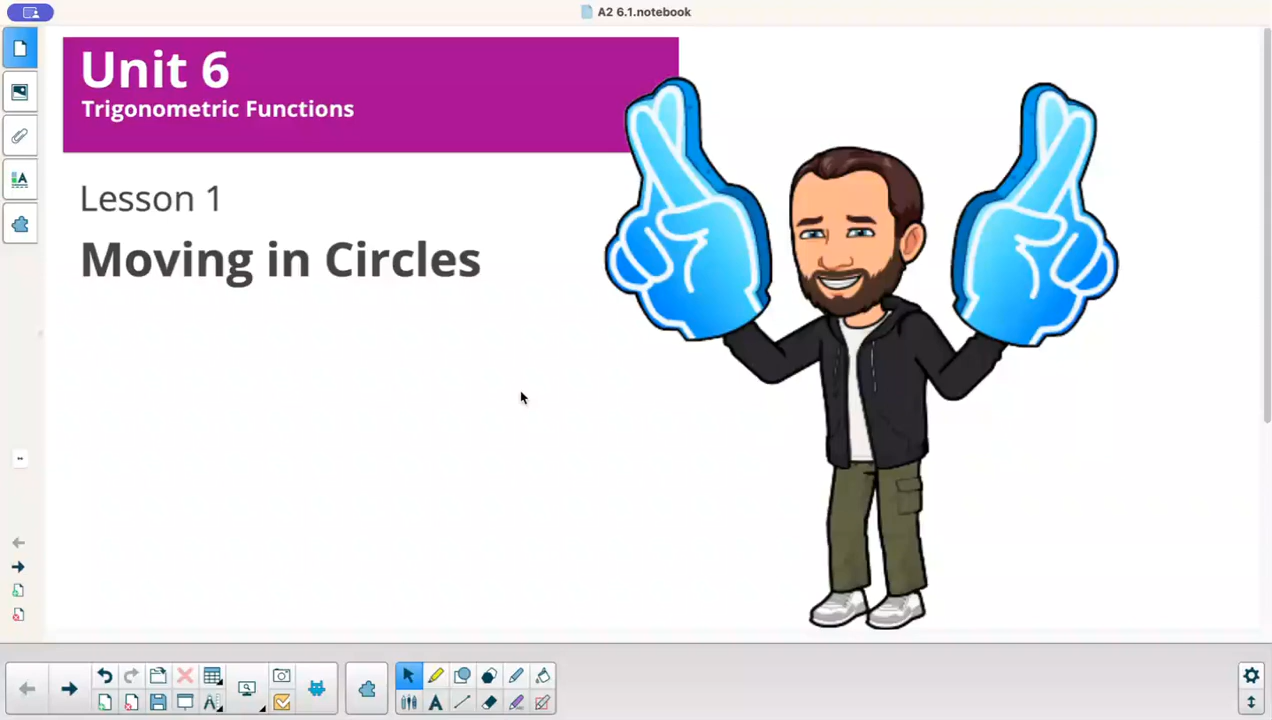 A2 6.1.notebook
Unit 6
Trigonometric Functions
Lesson 1
Moving in Circles